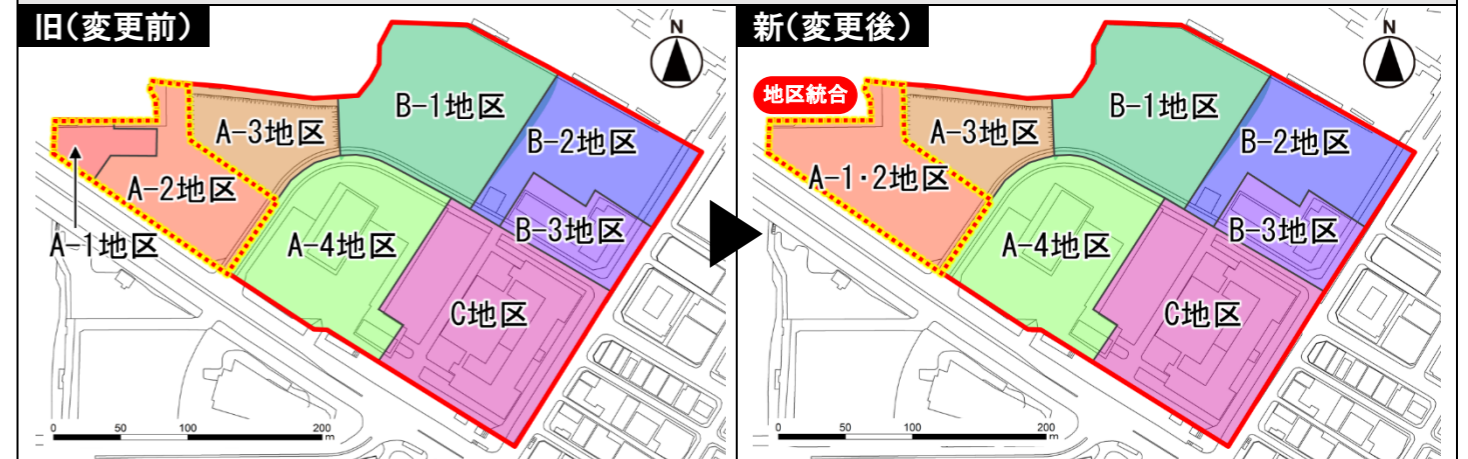 旧（変更前）
N
B-1地区
A-3地区
B-2地区
A-2地区
B-3地区
A-1地区
A-4地区
C地区
0 50 100 200
m
新（変更後）
N
地区統合
B-1地区
A-3地区
B-2地区
A-1・2地区
B-3地区
A-4地区
C地区
0 50 100 200
m